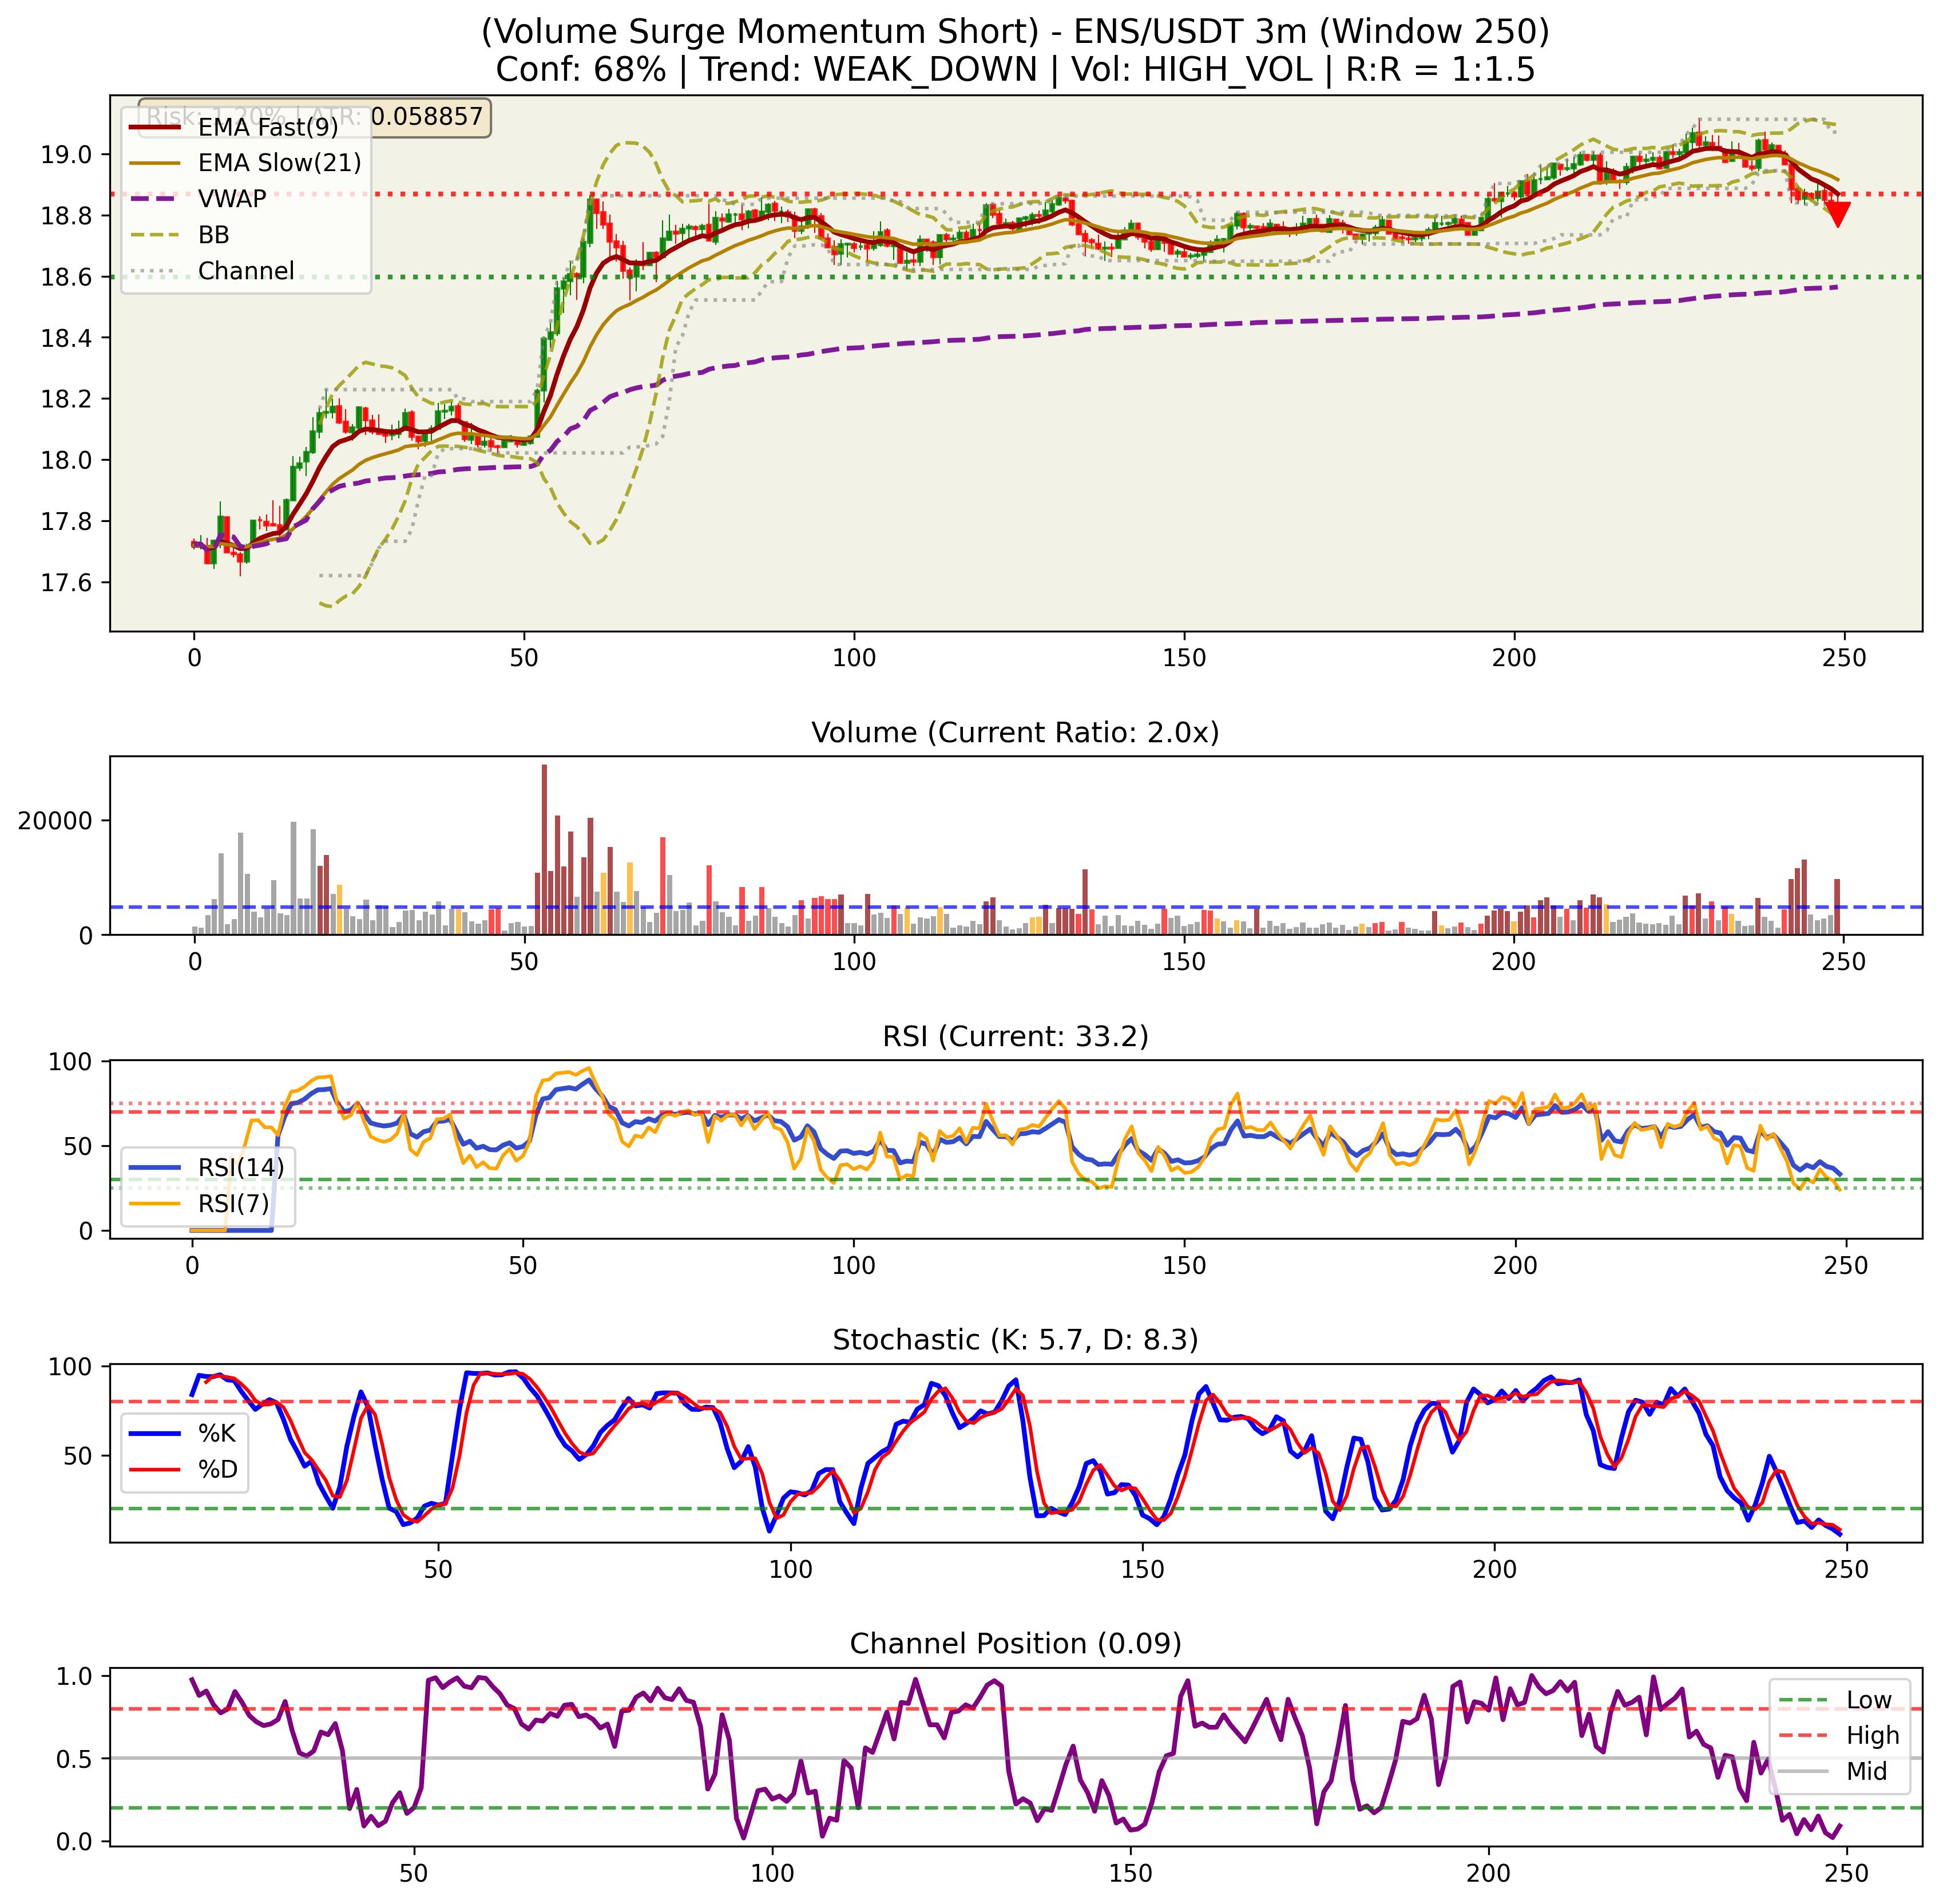 (Volume Surge Momentum Short) - ENS/USDT 3m (Window 250)
Conf: 68% | Trend: WEAK_DOWN | Vol: HIGH_VOL | R:R = 1:1.5
Risk: 1.20% | ATR: 0.058857
EMA Fast(9)
EMA Slow(21)
VWAP
BB
Channel
19.0
18.8
18.6
18.4
18.2
18.0
17.8
17.6
0 50 100 150 200 250
Volume (Current Ratio: 2.0x)
20000
0
0 50 100 150 200 250
RSI (Current: 33.2)
100
50
0
RSI(14)
RSI(7)
0 50 100 150 200 250
Stochastic (K: 5.7, D: 8.3)
100
50
%K
%D
50 100 150 200 250
Channel Position (0.09)
1.0
0.5
0.0
Low
High
Mid
50 100 150 200 250